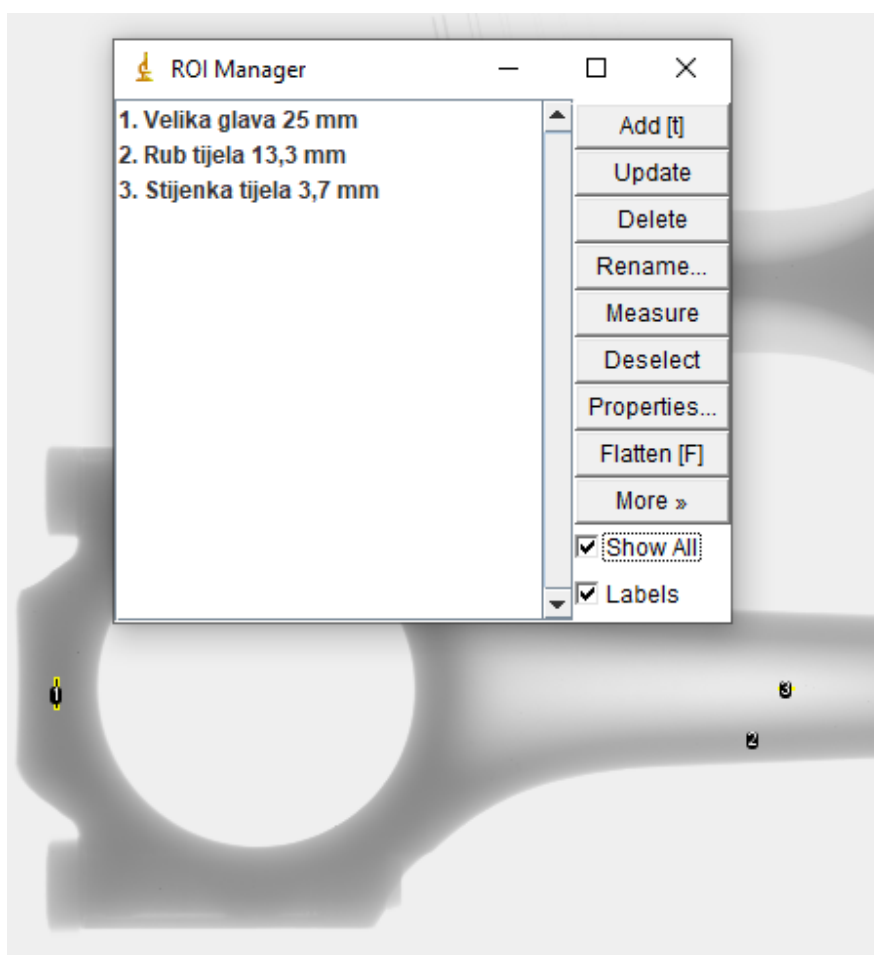 ROI Manager
1. Velika glava 25 mm
2. Rub tijela 13,3 mm
3. Stijenka tijela 3,7 mm
Add [t]
Update
Delete
Rename...
Measure
Deselect
Properties...
Flatten [F]
More »
Show All
Labels
1
3
2